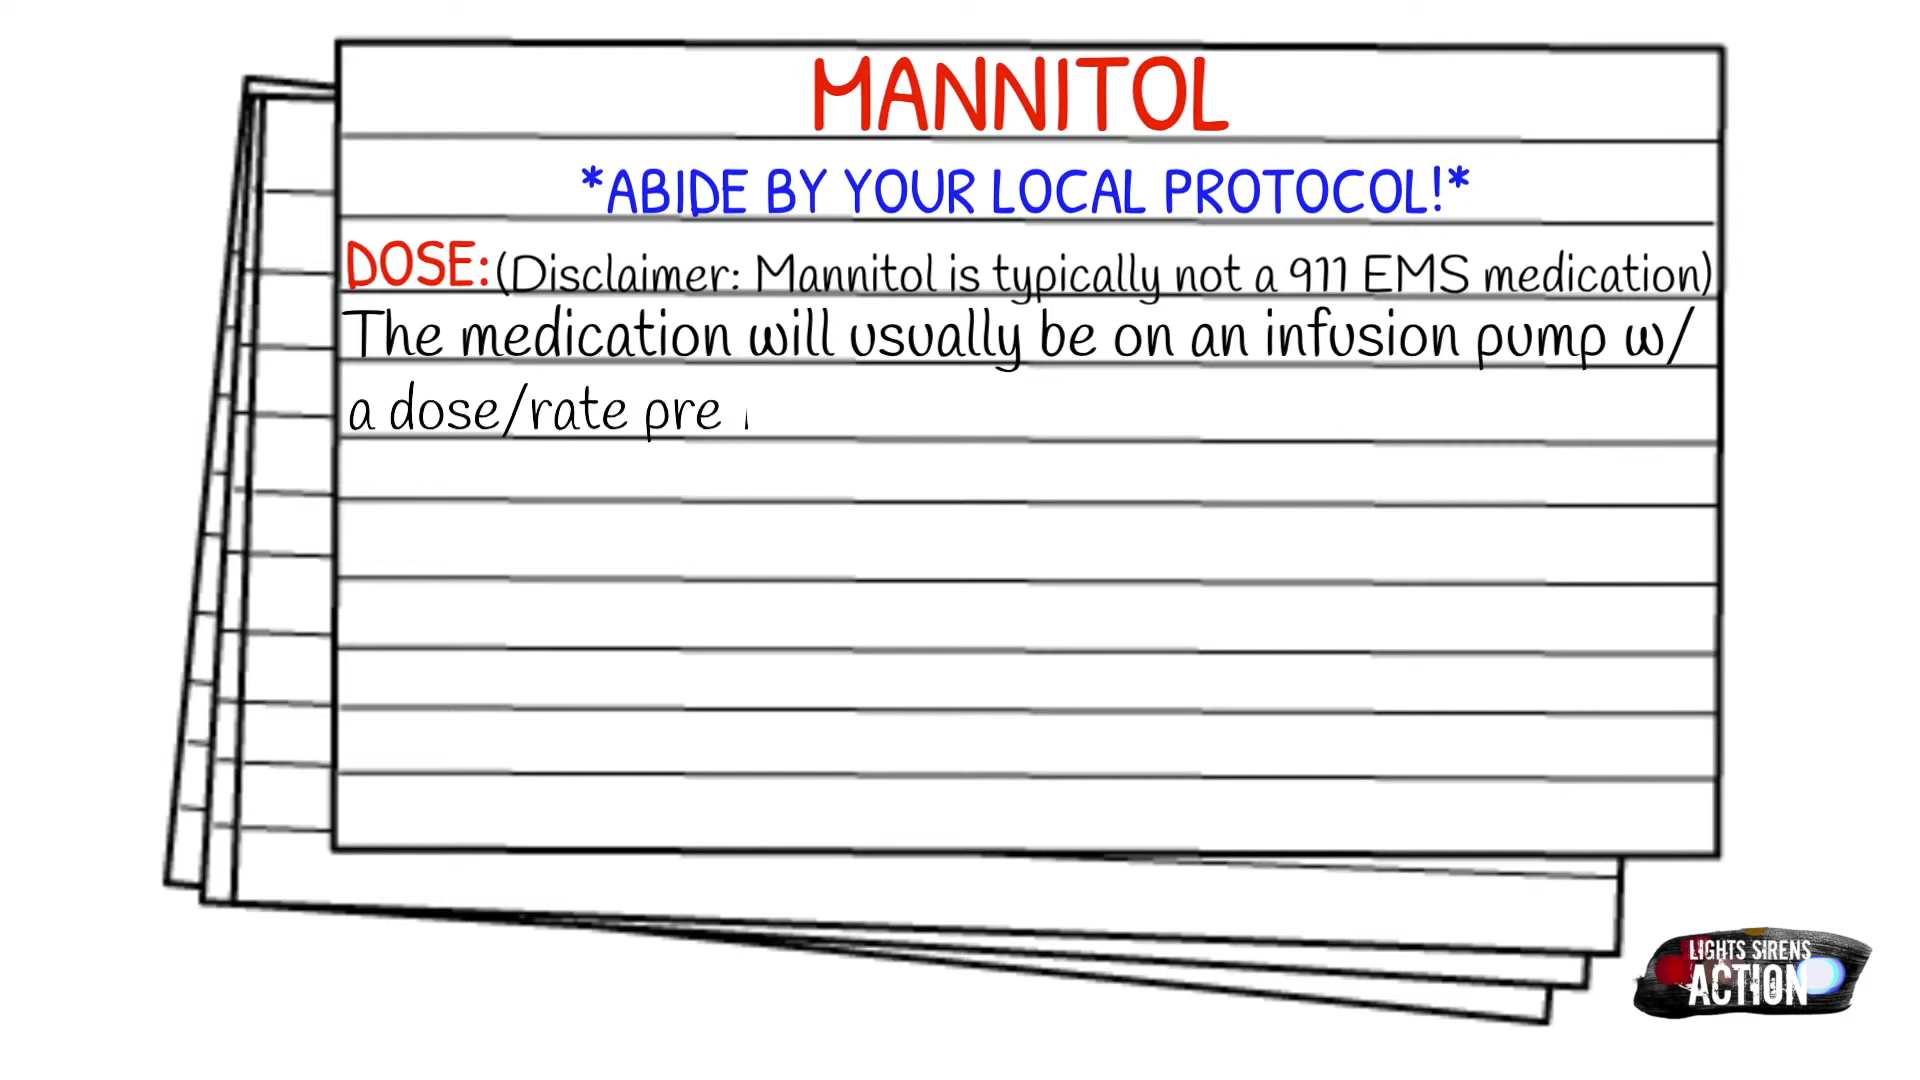 MANNITOL
*ABIDE BY YOUR LOCAL PROTOCOL!*
DOSE: (Disclaimer: Mannitol is typically not a 911 EMS medication)
The medication will usually be on an infusion pump w/
a dose/rate pre
LIGHTS SIRENS
ACTION